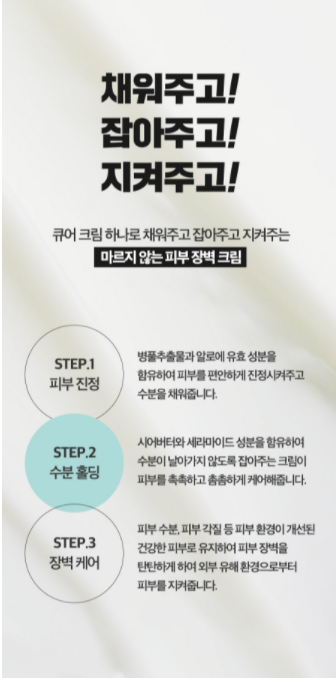 채워주고!
잡아주고!
지켜주고!
큐어 크림 하나로 채워주고 잡아주고 지켜주는
마르지 않는 피부 장벽 크림
STEP.1
피부 진정
병풀추출물과 알로에 유효 성분을
함유하여 피부를 편안하게 진정시켜주고
수분을 채워줍니다.
STEP.2
수분 홀딩
시어버터와 세라마이드 성분을 함유하여
수분이 날아가지 않도록 잡아주는 크림이
피부를 촉촉하고 촘촘하게 케어해줍니다.
STEP.3
장벽 케어
피부 수분, 피부 각질 등 피부 환경이 개선된
건강한 피부로 유지하여 피부 장벽을
탄탄하게 하여 외부 유해 환경으로부터
피부를 지켜줍니다.